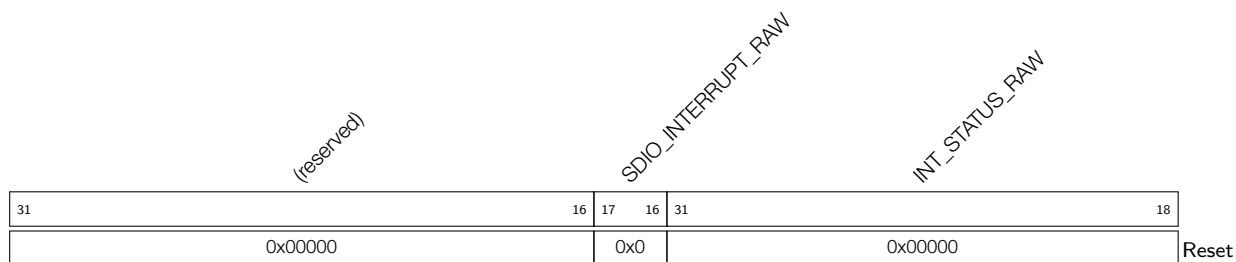 (reserved)
SDIO_INTERRUPT_RAW
INT_STATUS_RAW
31 16 17 16 31 18
0x00000 0x0 0x00000 Reset